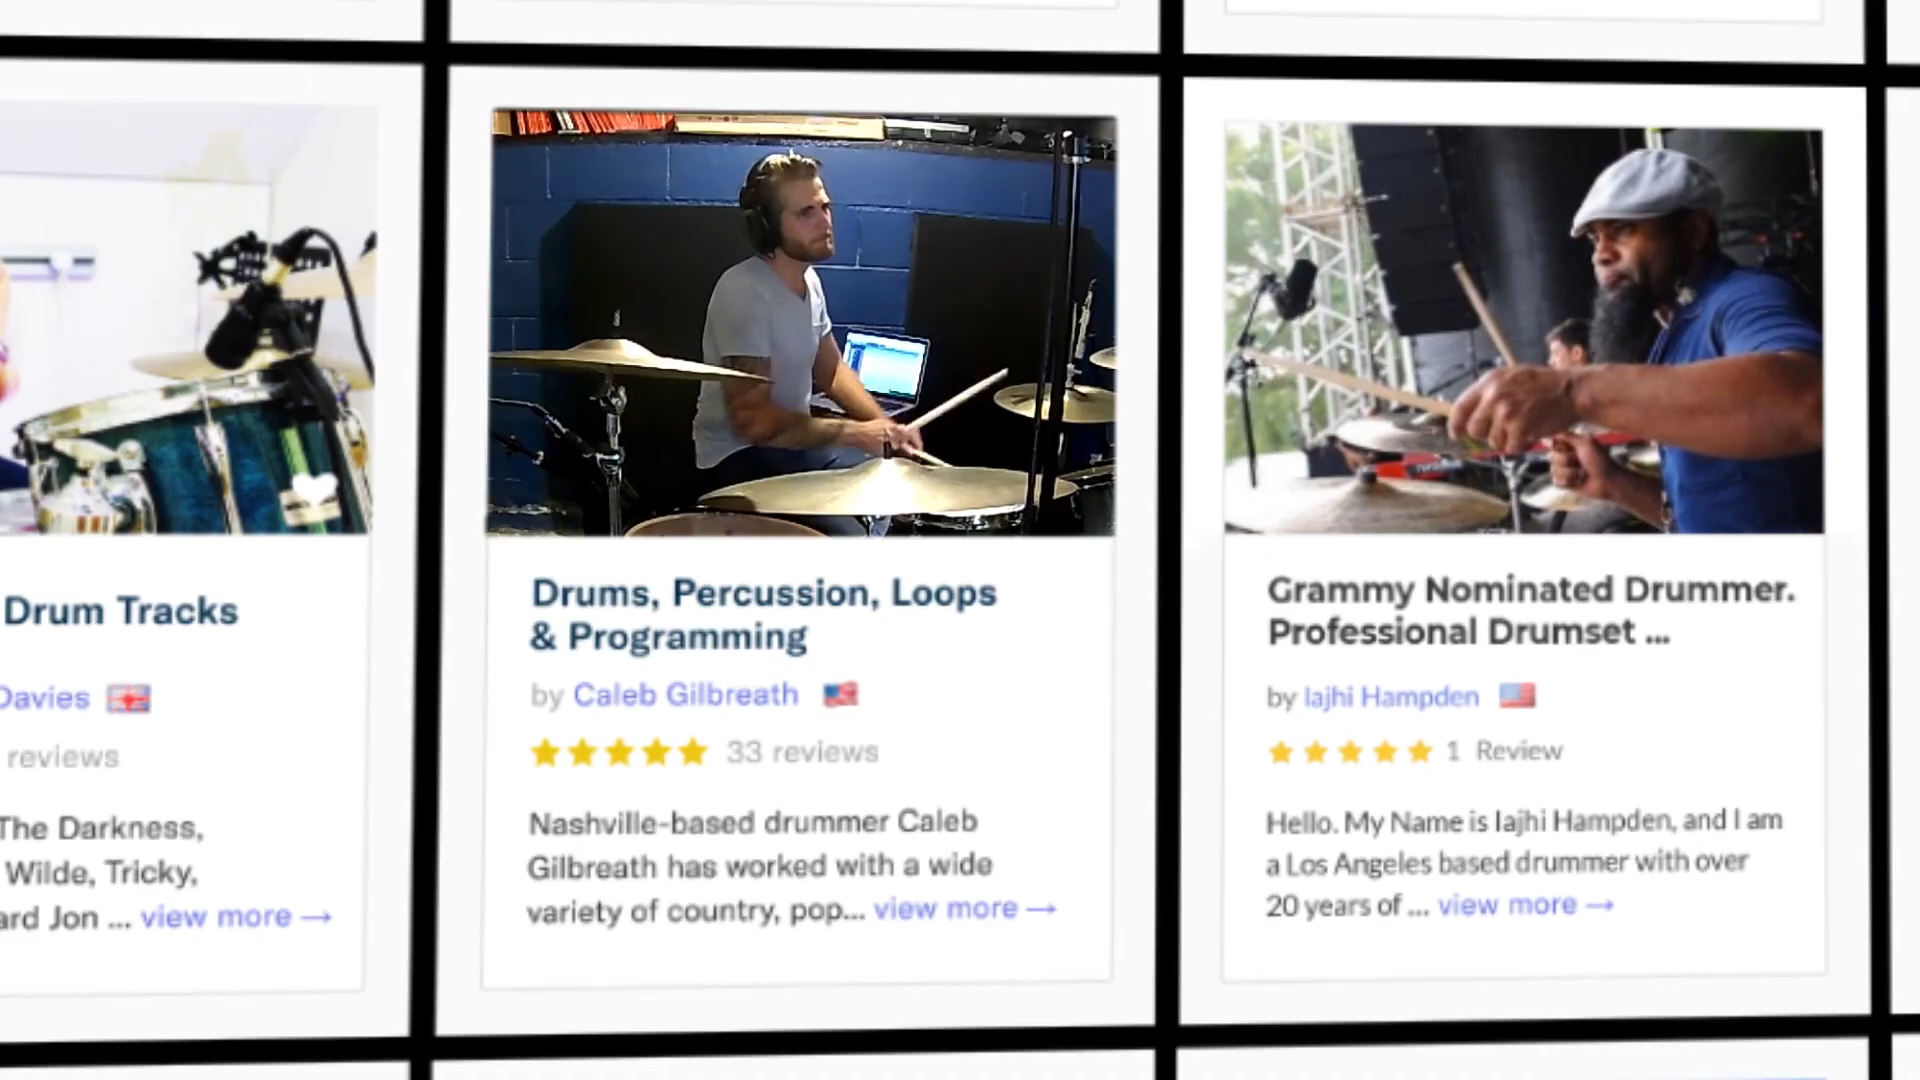 Drum Tracks
Davies
reviews
The Darkness,
Wilde, Tricky,
ard Jon ... view more →
Drums, Percussion, Loops
& Programming
by Caleb Gilbreath
33 reviews
Nashville-based drummer Caleb
Gilbreath has worked with a wide
variety of country, pop... view more →
Grammy Nominated Drummer.
Professional Drumset ...
by Iajhi Hampden
1 Review
Hello. My Name is Iajhi Hampden, and I am
a Los Angeles based drummer with over
20 years of ... view more →